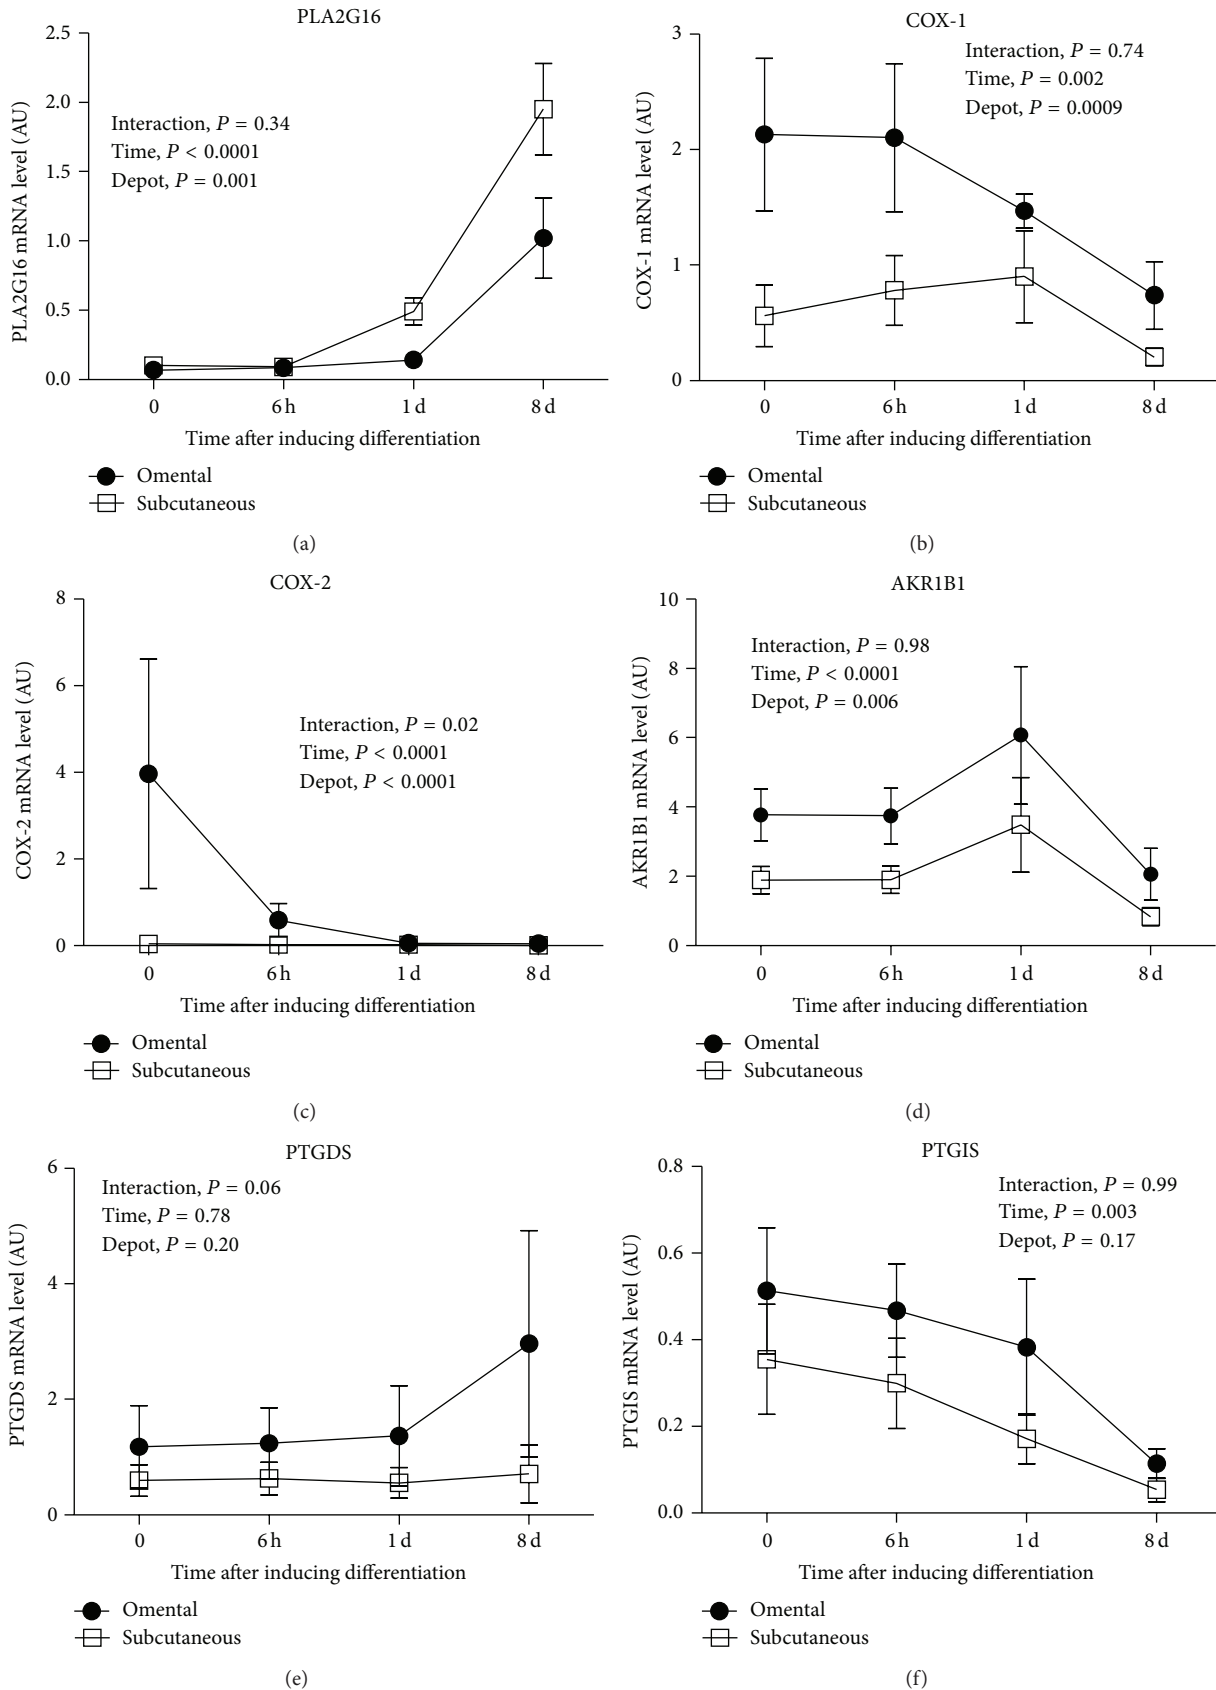 PLA2G16
2.5
2.0
1.5
1.0
0.5
0.0
PLA2G16 mRNA level (AU)
Interaction, P = 0.34
Time, P < 0.0001
Depot, P = 0.001
0 6 h 1 d 8 d
Time after inducing differentiation
Omental
Subcutaneous
(a)
COX-1
3
2
1
0
COX-1 mRNA level (AU)
Interaction, P = 0.74
Time, P = 0.002
Depot, P = 0.0009
0 6 h 1 d 8 d
Time after inducing differentiation
Omental
Subcutaneous
(b)
COX-2
8
6
4
2
0
COX-2 mRNA level (AU)
Interaction, P = 0.02
Time, P < 0.0001
Depot, P < 0.0001
0 6 h 1 d 8 d
Time after inducing differentiation
Omental
Subcutaneous
(c)
AKR1B1
10
8
6
4
2
0
AKR1B1 mRNA level (AU)
Interaction, P = 0.98
Time, P < 0.0001
Depot, P = 0.006
0 6 h 1 d 8 d
Time after inducing differentiation
Omental
Subcutaneous
(d)
PTGDS
6
4
2
0
PTGDS mRNA level (AU)
Interaction, P = 0.06
Time, P = 0.78
Depot, P = 0.20
0 6 h 1 d 8 d
Time after inducing differentiation
Omental
Subcutaneous
(e)
PTGIS
0.8
0.6
0.4
0.2
0.0
PTGIS mRNA level (AU)
Interaction, P = 0.99
Time, P = 0.003
Depot, P = 0.17
0 6 h 1 d 8 d
Time after inducing differentiation
Omental
Subcutaneous
(f)